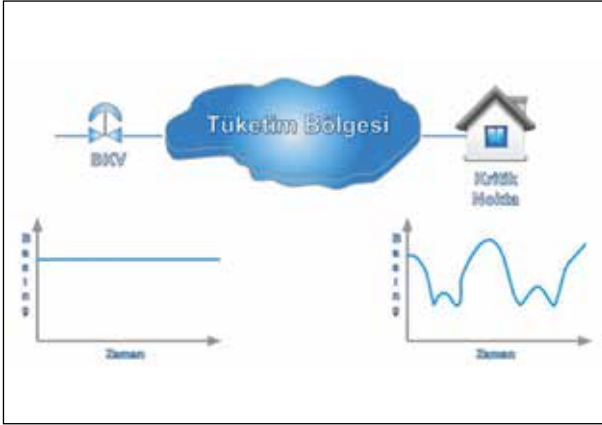 Tüketim Bölgesi
BKV
Kritik
Nokta
Basınç
Zaman
Basınç
Zaman